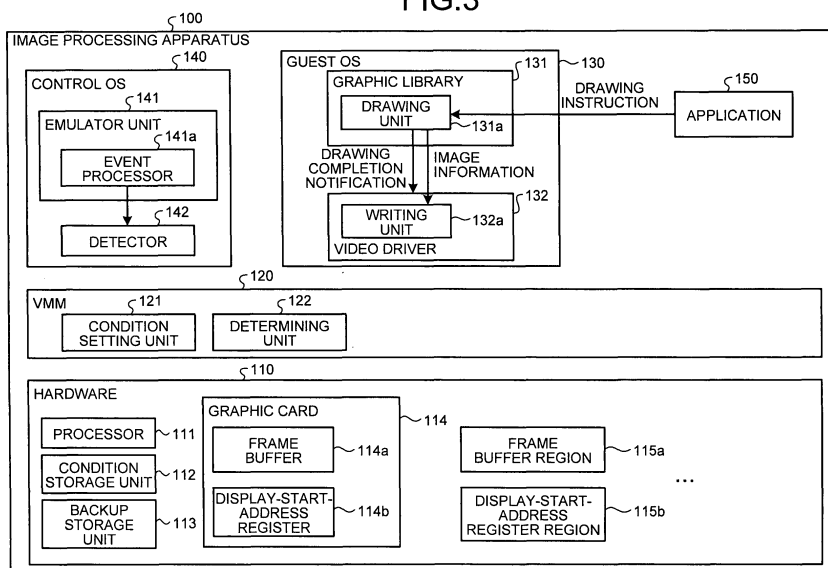 FIG.3
100
IMAGE PROCESSING APPARATUS
140
CONTROL OS
141
EMULATOR UNIT
141a
EVENT
PROCESSOR
142
DETECTOR
GUEST OS
130
GRAPHIC LIBRARY
131
DRAWING
UNIT
131a
DRAWING
COMPLETION
NOTIFICATION
IMAGE
INFORMATION
132
WRITING
UNIT
132a
VIDEO DRIVER
DRAWING
INSTRUCTION
150
APPLICATION
120
VMM
121
CONDITION
SETTING UNIT
122
DETERMINING
UNIT
110
HARDWARE
PROCESSOR
111
CONDITION
STORAGE UNIT
112
BACKUP
STORAGE
UNIT
113
GRAPHIC CARD
114
FRAME
BUFFER
114a
DISPLAY-START-
ADDRESS
REGISTER
114b
FRAME
BUFFER REGION
115a
DISPLAY-START-
ADDRESS
REGISTER REGION
115b
...